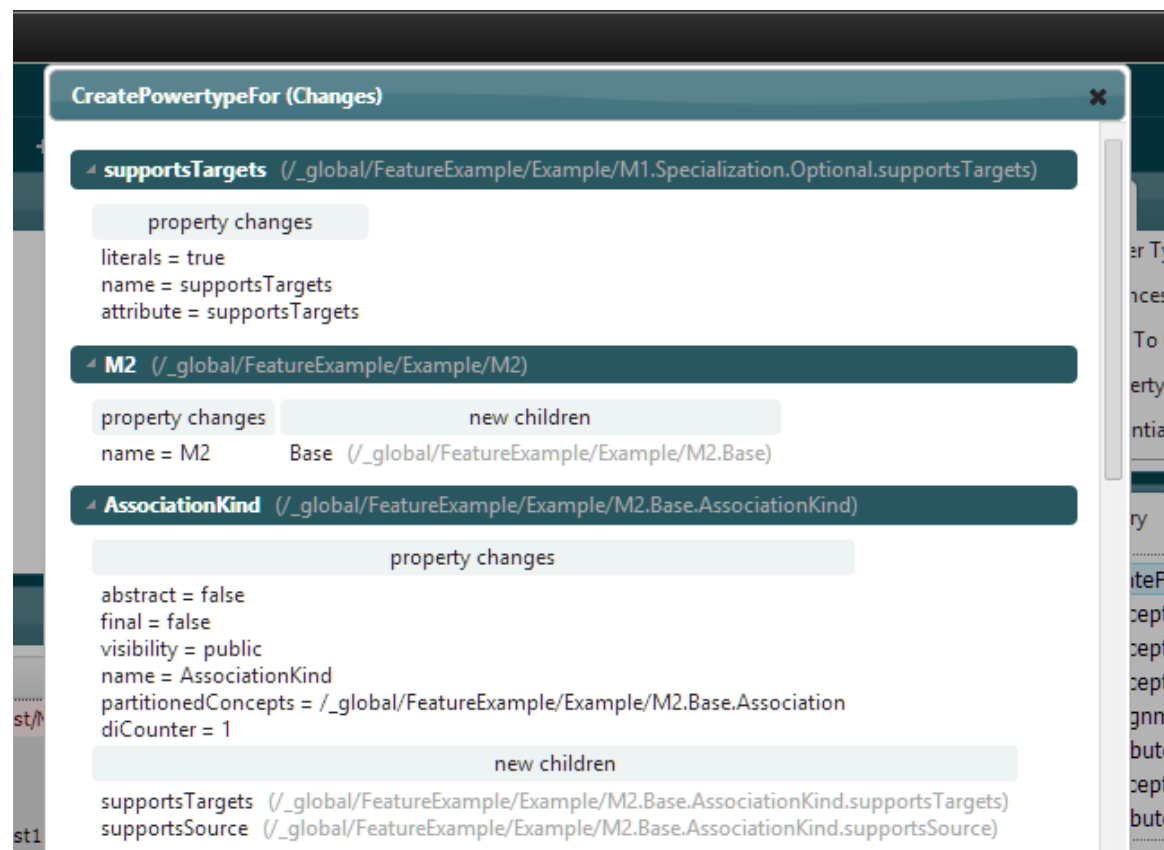 CreatePowertypeFor (Changes)
supportsTargets (/_global/FeatureExample/Example/M1.Specialization.Optional.supportsTargets)
property changes
literals = true
name = supportsTargets
attribute = supportsTargets
M2 (/_global/FeatureExample/Example/M2)
property changes new children
name = M2 Base (/_global/FeatureExample/Example/M2.Base)
AssociationKind (/_global/FeatureExample/Example/M2.Base.AssociationKind)
property changes
abstract = false
final = false
visibility = public
name = AssociationKind
partitionedConcepts = /_global/FeatureExample/Example/M2.Base.Association
diCounter = 1
new children
supportsTargets (/_global/FeatureExample/Example/M2.Base.AssociationKind.supportsTargets)
supportsSource (/_global/FeatureExample/Example/M2.Base.AssociationKind.supportsSource)
To
st1